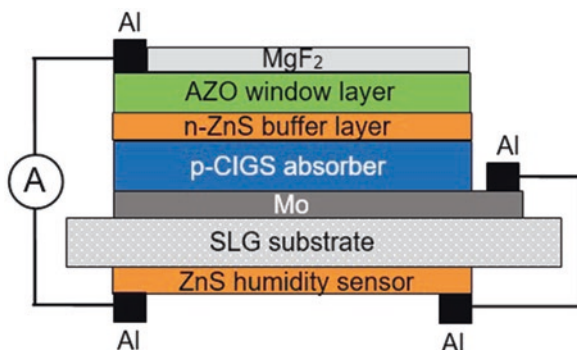 Al
MgF₂
AZO window layer
n-ZnS buffer layer
A
p-CIGS absorber
Al
Mo
SLG substrate
ZnS humidity sensor
Al
Al